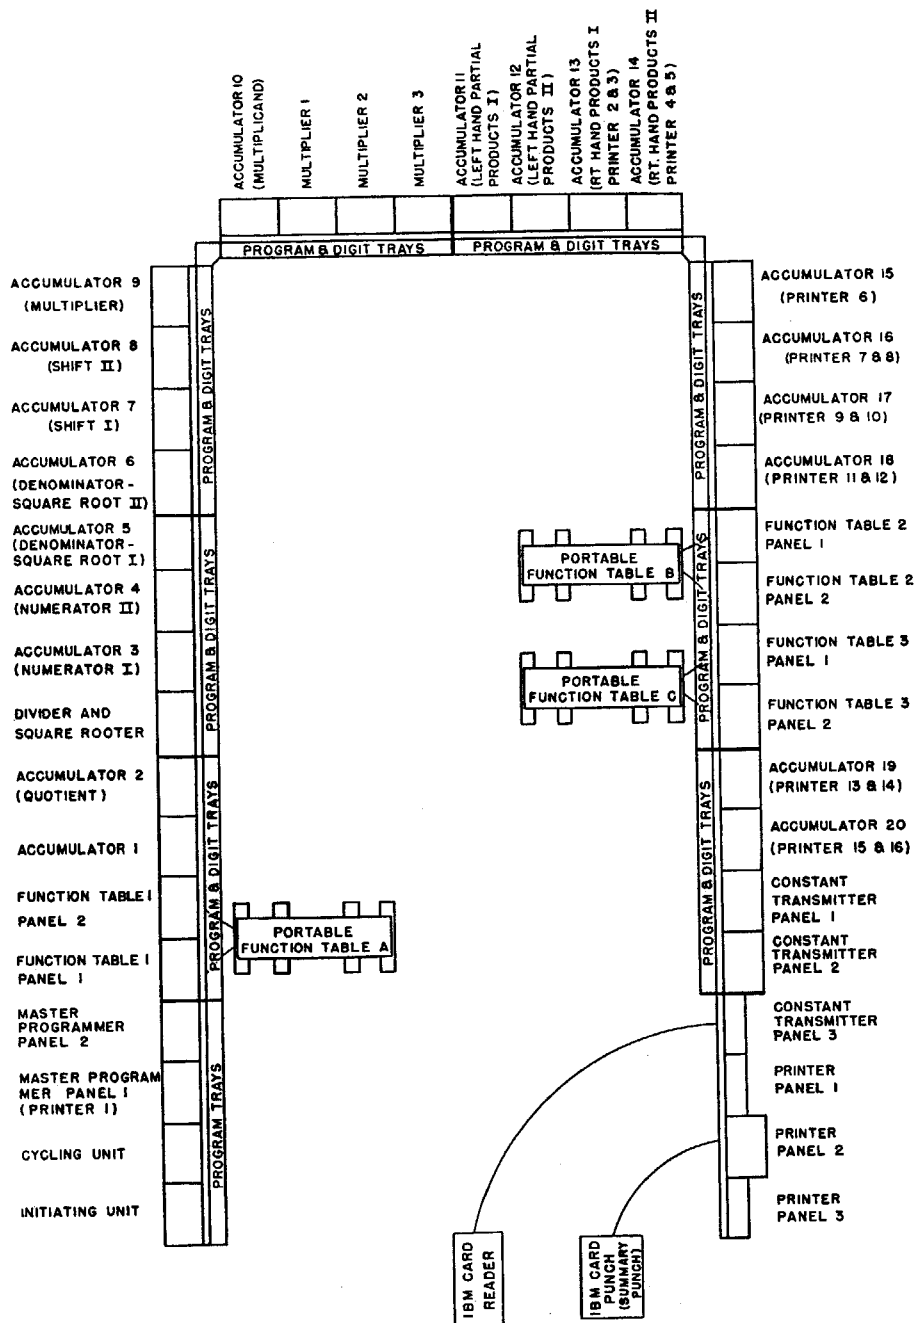 ACCUMULATOR 10
(MULTIPLICAND)
MULTIPLIER 1
MULTIPLIER 2
MULTIPLIER 3
ACCUMULATOR 11
(LEFT HAND PARTIAL
PRODUCTS I)
ACCUMULATOR 12
(LEFT HAND PARTIAL
PRODUCTS II)
ACCUMULATOR 13
(RT HAND PRODUCTS I
PRINTER 2 & 3)
ACCUMULATOR 14
(RT. HAND PRODUCTS II
PRINTER 4 & 5)
PROGRAM & DIGIT TRAYS
PROGRAM & DIGIT TRAYS
ACCUMULATOR 9
(MULTIPLIER)
ACCUMULATOR 8
(SHIFT II)
ACCUMULATOR 7
(SHIFT I)
ACCUMULATOR 6
(DENOMINATOR-
SQUARE ROOT II)
ACCUMULATOR 5
(DENOMINATOR-
SQUARE ROOT I)
ACCUMULATOR 4
(NUMERATOR II)
ACCUMULATOR 3
(NUMERATOR I)
DIVIDER AND
SQUARE ROOTER
ACCUMULATOR 2
(QUOTIENT)
ACCUMULATOR 1
FUNCTION TABLE 1
PANEL 2
FUNCTION TABLE 1
PANEL 1
MASTER
PROGRAMMER
PANEL 2
MASTER PROGRAM
MER PANEL 1
(PRINTER 1)
CYCLING UNIT
INITIATING UNIT
PROGRAM & DIGIT TRAYS
PROGRAM & DIGIT TRAYS
PROGRAM & DIGIT TRAYS
PROGRAM TRAYS
PORTABLE
FUNCTION TABLE A
PORTABLE
FUNCTION TABLE B
PORTABLE
FUNCTION TABLE C
PROGRAM & DIGIT TRAYS
PROGRAM & DIGIT TRAYS
PROGRAM & DIGIT TRAYS
ACCUMULATOR 15
(PRINTER 6)
ACCUMULATOR 16
(PRINTER 7 & 8)
ACCUMULATOR 17
(PRINTER 9 & 10)
ACCUMULATOR 18
(PRINTER 11 & 12)
FUNCTION TABLE 2
PANEL 1
FUNCTION TABLE 2
PANEL 2
FUNCTION TABLE 3
PANEL 1
FUNCTION TABLE 3
PANEL 2
ACCUMULATOR 19
(PRINTER 13 & 14)
ACCUMULATOR 20
(PRINTER 15 & 16)
CONSTANT
TRANSMITTER
PANEL 1
CONSTANT
TRANSMITTER
PANEL 2
CONSTANT
TRANSMITTER
PANEL 3
PRINTER
PANEL 1
PRINTER
PANEL 2
PRINTER
PANEL 3
IBM CARD
READER
IBM CARD
PUNCH
(SUMMARY
PUNCH)